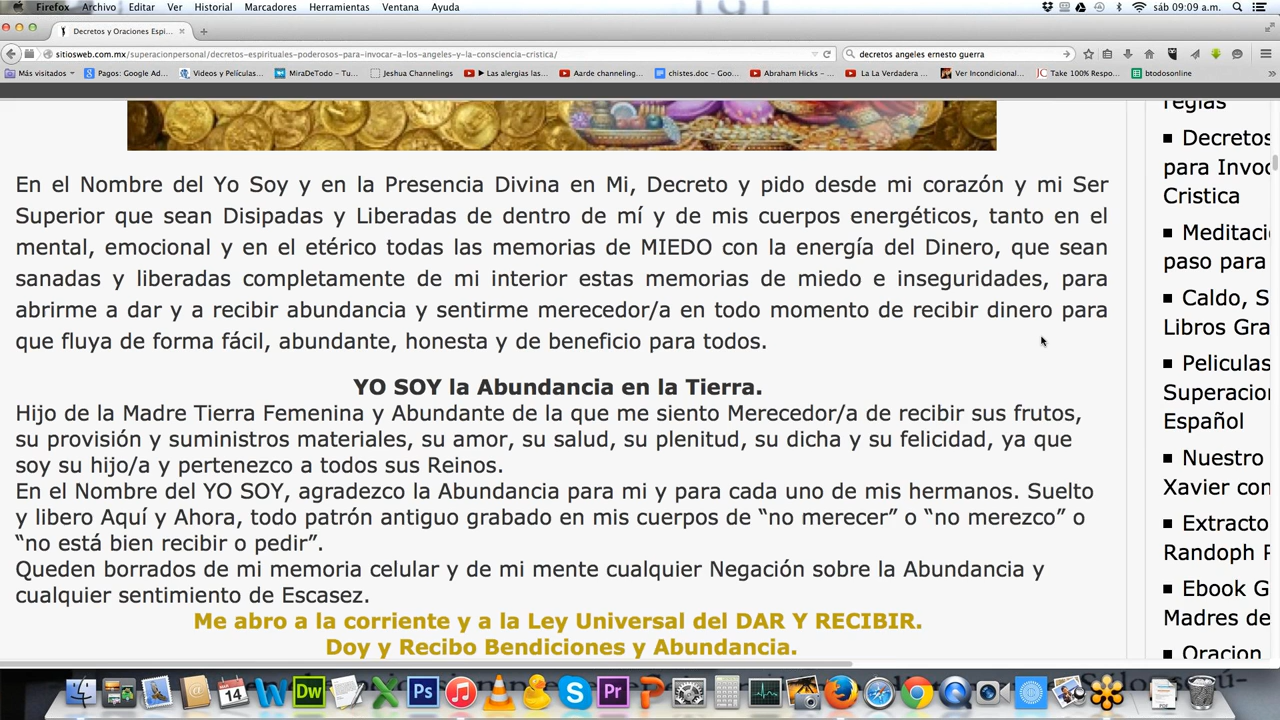 Firefox Archivo Editar Ver Historial Marcadores Herramientas Ventana Ayuda sáb 09:09 a.m.
Decretos y Oraciones Espi...
sitiosweb.com.mx/superacionpersonal/decretos-espirituales-poderosos-para-invocar-a-los-angeles-y-la-consciencia-cristica/
decretos angeles ernesto guerra
Más visitados
Pagos: Google Ad...
Videos y Películas...
MiraDeTodo – Tu...
Jeshua Channelings
▶ Las alergias las...
Aarde channeling...
chistes.doc – Goo...
Abraham Hicks – ...
La La Verdadera ...
Ver Incondicional...
Take 100% Respo...
btodosonline
En el Nombre del Yo Soy y en la Presencia Divina en Mi, Decreto y pido desde mi corazón y mi Ser
Superior que sean Disipadas y Liberadas de dentro de mí y de mis cuerpos energéticos, tanto en el
mental, emocional y en el etérico todas las memorias de MIEDO con la energía del Dinero, que sean
sanadas y liberadas completamente de mi interior estas memorias de miedo e inseguridades, para
abrirme a dar y a recibir abundancia y sentirme merecedor/a en todo momento de recibir dinero para
que fluya de forma fácil, abundante, honesta y de beneficio para todos.
YO SOY la Abundancia en la Tierra.
Hijo de la Madre Tierra Femenina y Abundante de la que me siento Merecedor/a de recibir sus frutos,
su provisión y suministros materiales, su amor, su salud, su plenitud, su dicha y su felicidad, ya que
soy su hijo/a y pertenezco a todos sus Reinos.
En el Nombre del YO SOY, agradezco la Abundancia para mi y para cada uno de mis hermanos. Suelto
y libero Aquí y Ahora, todo patrón antiguo grabado en mis cuerpos de “no merecer” o “no merezco” o
“no está bien recibir o pedir”.
Queden borrados de mi memoria celular y de mi mente cualquier Negación sobre la Abundancia y
cualquier sentimiento de Escasez.
Me abro a la corriente y a la Ley Universal del DAR Y RECIBIR.
Doy y Recibo Bendiciones y Abundancia.
reglas
Decretos
para Invoc
Cristica
Meditaci
paso para
Caldo, S
Libros Gra
Peliculas
Superacio
Español
Nuestro
Xavier con
Extracto
Randoph F
Ebook G
Madres de
Oracion